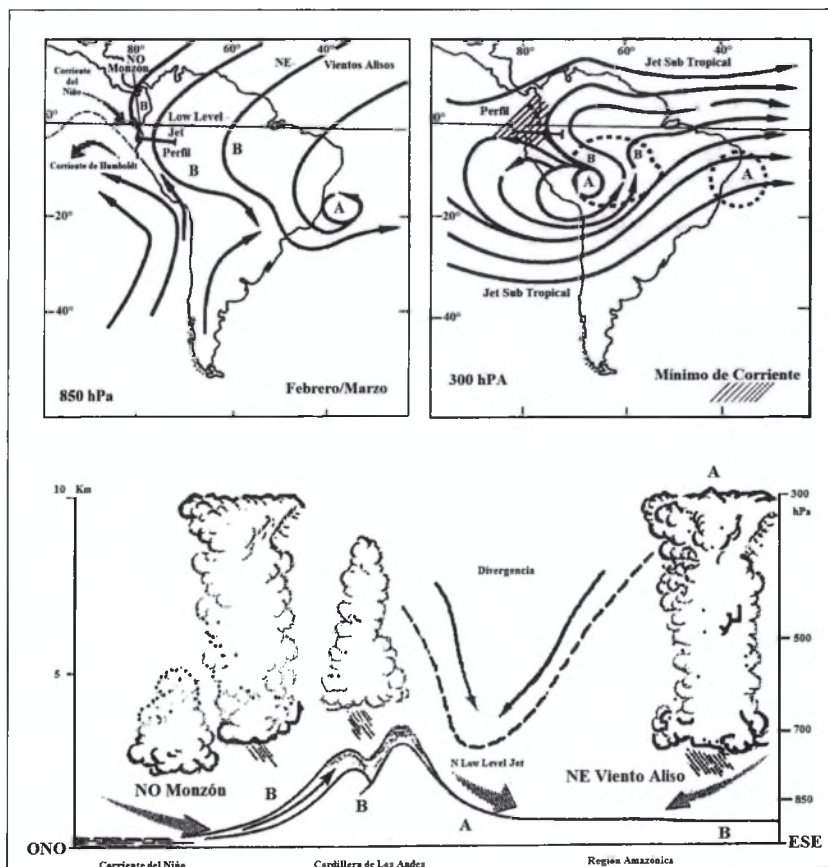 80°
60°
40°
NO
Monzón
NE
Vientos Alisos
Corriente
del
Niño
B
0°
Low Level
Jet
Perfil
B
B
Corriente de Humboldt
A
20°
40°
850 hPa
Febrero/Marzo
80°
60°
40°
Jet Sub Tropical
Perfil
0°
B
B
A
A
20°
Jet Sub Tropical
40°
300 hPA
Mínimo de Corriente
10
Km
A
300
hPa
Divergencia
5
500
700
N Low Level Jet
NO Monzón
NE Viento Aliso
B
B
A
850
B
ONO
ESE
Corriente del Niño
Cordillera de Los Andes
Región Amazónica